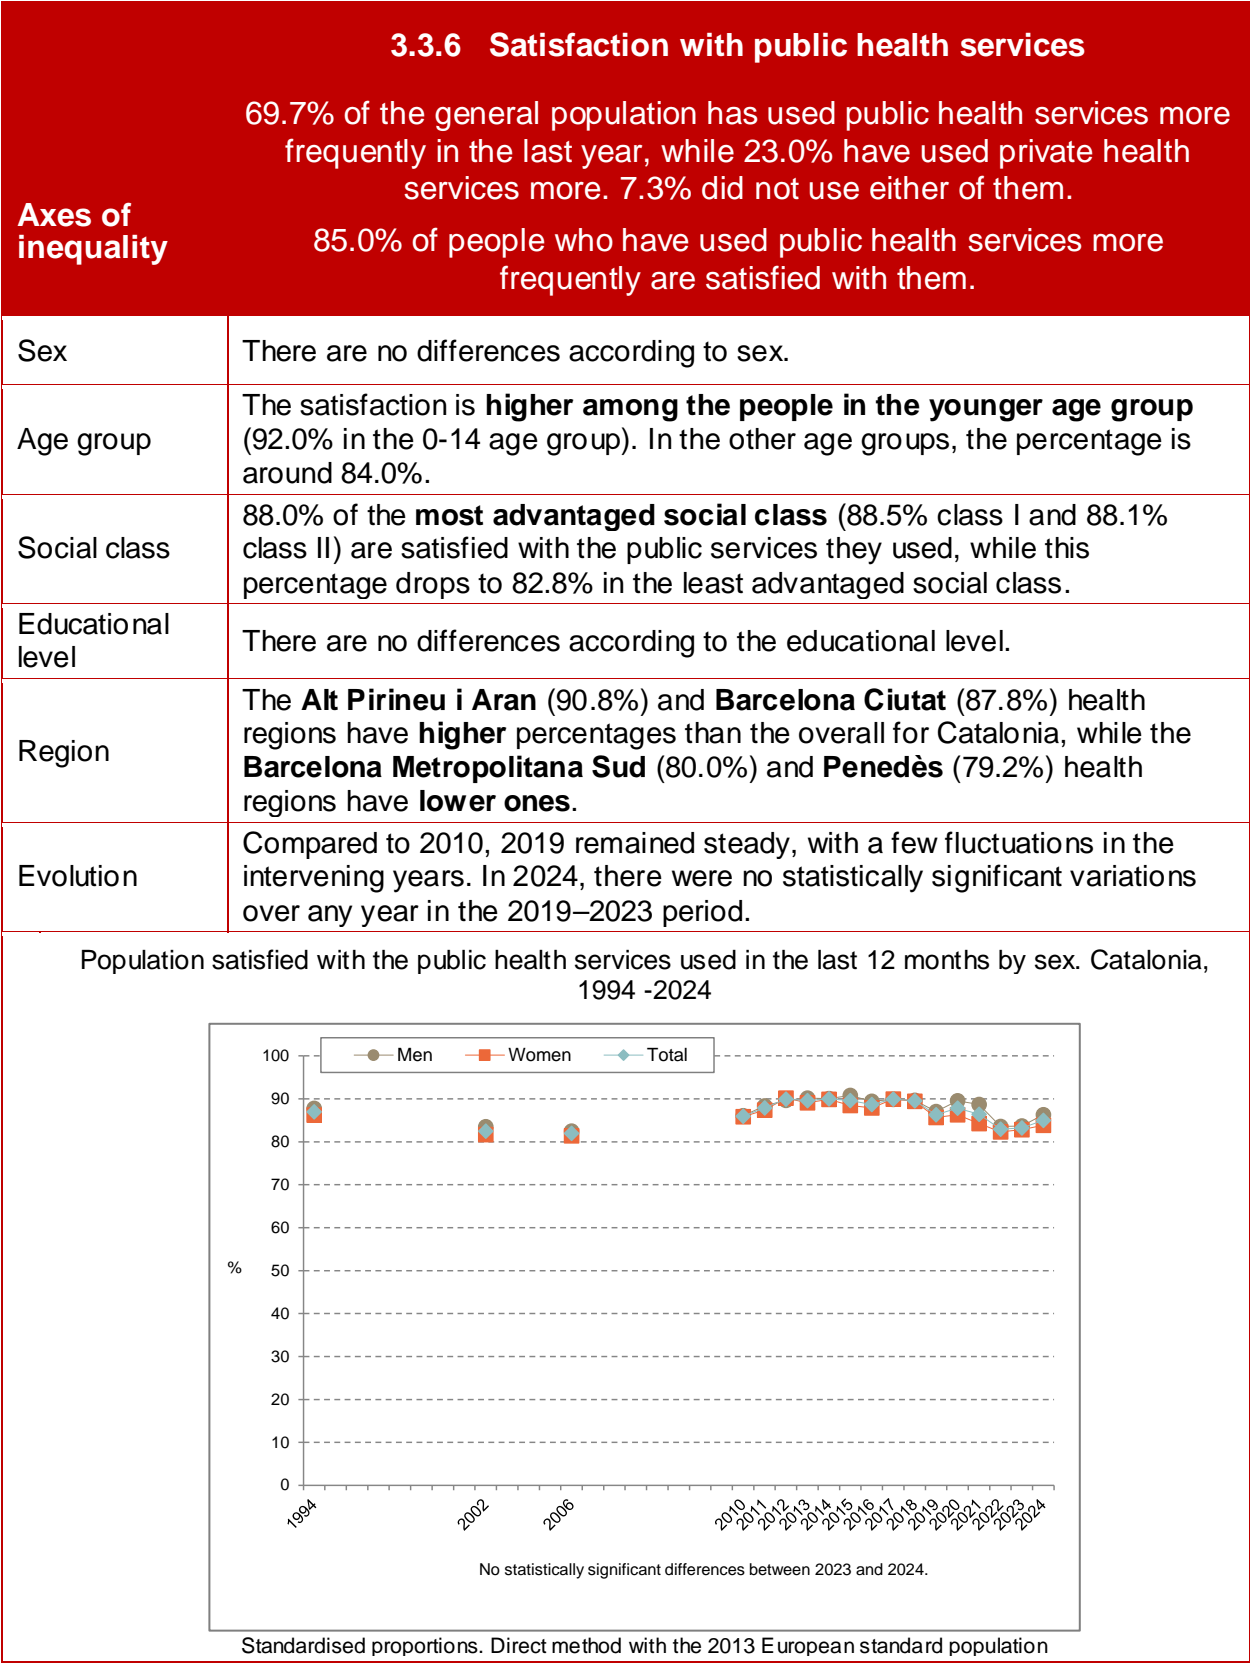 3.3.6 Satisfaction with public health services
69.7% of the general population has used public health services more
frequently in the last year, while 23.0% have used private health
services more. 7.3% did not use either of them.
85.0% of people who have used public health services more
frequently are satisfied with them.
Axes of
inequality
Sex
There are no differences according to sex.
Age group
The satisfaction is higher among the people in the younger age group
(92.0% in the 0-14 age group). In the other age groups, the percentage is
around 84.0%.
Social class
88.0% of the most advantaged social class (88.5% class I and 88.1%
class II) are satisfied with the public services they used, while this
percentage drops to 82.8% in the least advantaged social class.
Educational
level
There are no differences according to the educational level.
Region
The Alt Pirineu i Aran (90.8%) and Barcelona Ciutat (87.8%) health
regions have higher percentages than the overall for Catalonia, while the
Barcelona Metropolitana Sud (80.0%) and Penedès (79.2%) health
regions have lower ones.
Evolution
Compared to 2010, 2019 remained steady, with a few fluctuations in the
intervening years. In 2024, there were no statistically significant variations
over any year in the 2019–2023 period.
Population satisfied with the public health services used in the last 12 months by sex. Catalonia,
1994 -2024
Men Women Total
100
90
80
70
60
50
40
30
20
10
0
%
1994 2002 2006 2010 2011 2012 2013 2014 2015 2016 2017 2018 2019 2020 2021 2022 2023 2024
No statistically significant differences between 2023 and 2024.
Standardised proportions. Direct method with the 2013 European standard population